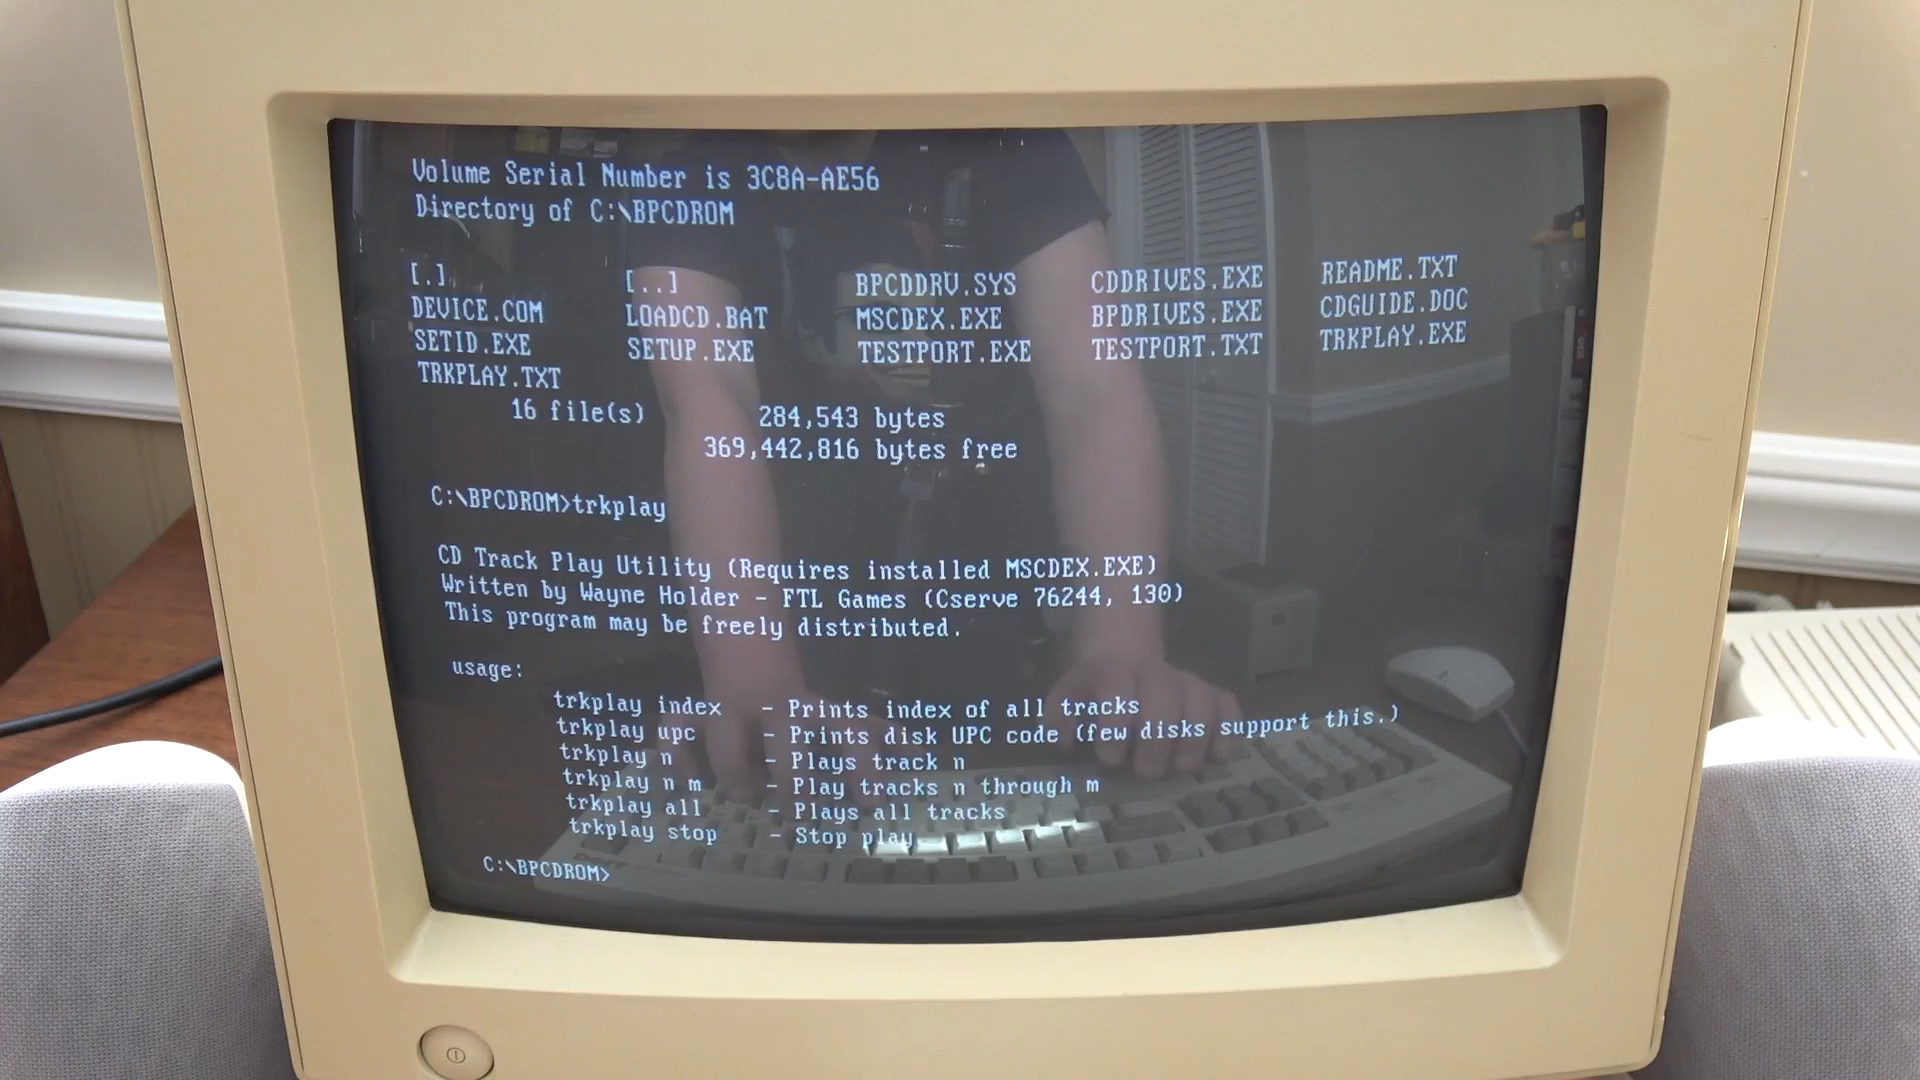 Volume Serial Number is 3C8A-AE56
Directory of C:\BPCDROM
[.] [..] BPCDDRV.SYS CDDRIVES.EXE README.TXT
DEVICE.COM LOADCD.BAT MSCDEX.EXE BPDRIVES.EXE CDGUIDE.DOC
SETID.EXE SETUP.EXE TESTPORT.EXE TESTPORT.TXT TRKPLAY.EXE
TRKPLAY.TXT
16 file(s) 284,543 bytes
369,442,816 bytes free
C:\BPCDROM>trkplay
CD Track Play Utility (Requires installed MSCDEX.EXE)
Written by Wayne Holder - FTL Games (Cserve 76244, 130)
This program may be freely distributed.
usage:
trkplay index - Prints index of all tracks
trkplay upc - Prints disk UPC code (few disks support this.)
trkplay n - Plays track n
trkplay n m - Play tracks n through m
trkplay all - Plays all tracks
trkplay stop - Stop play
C:\BPCDROM>